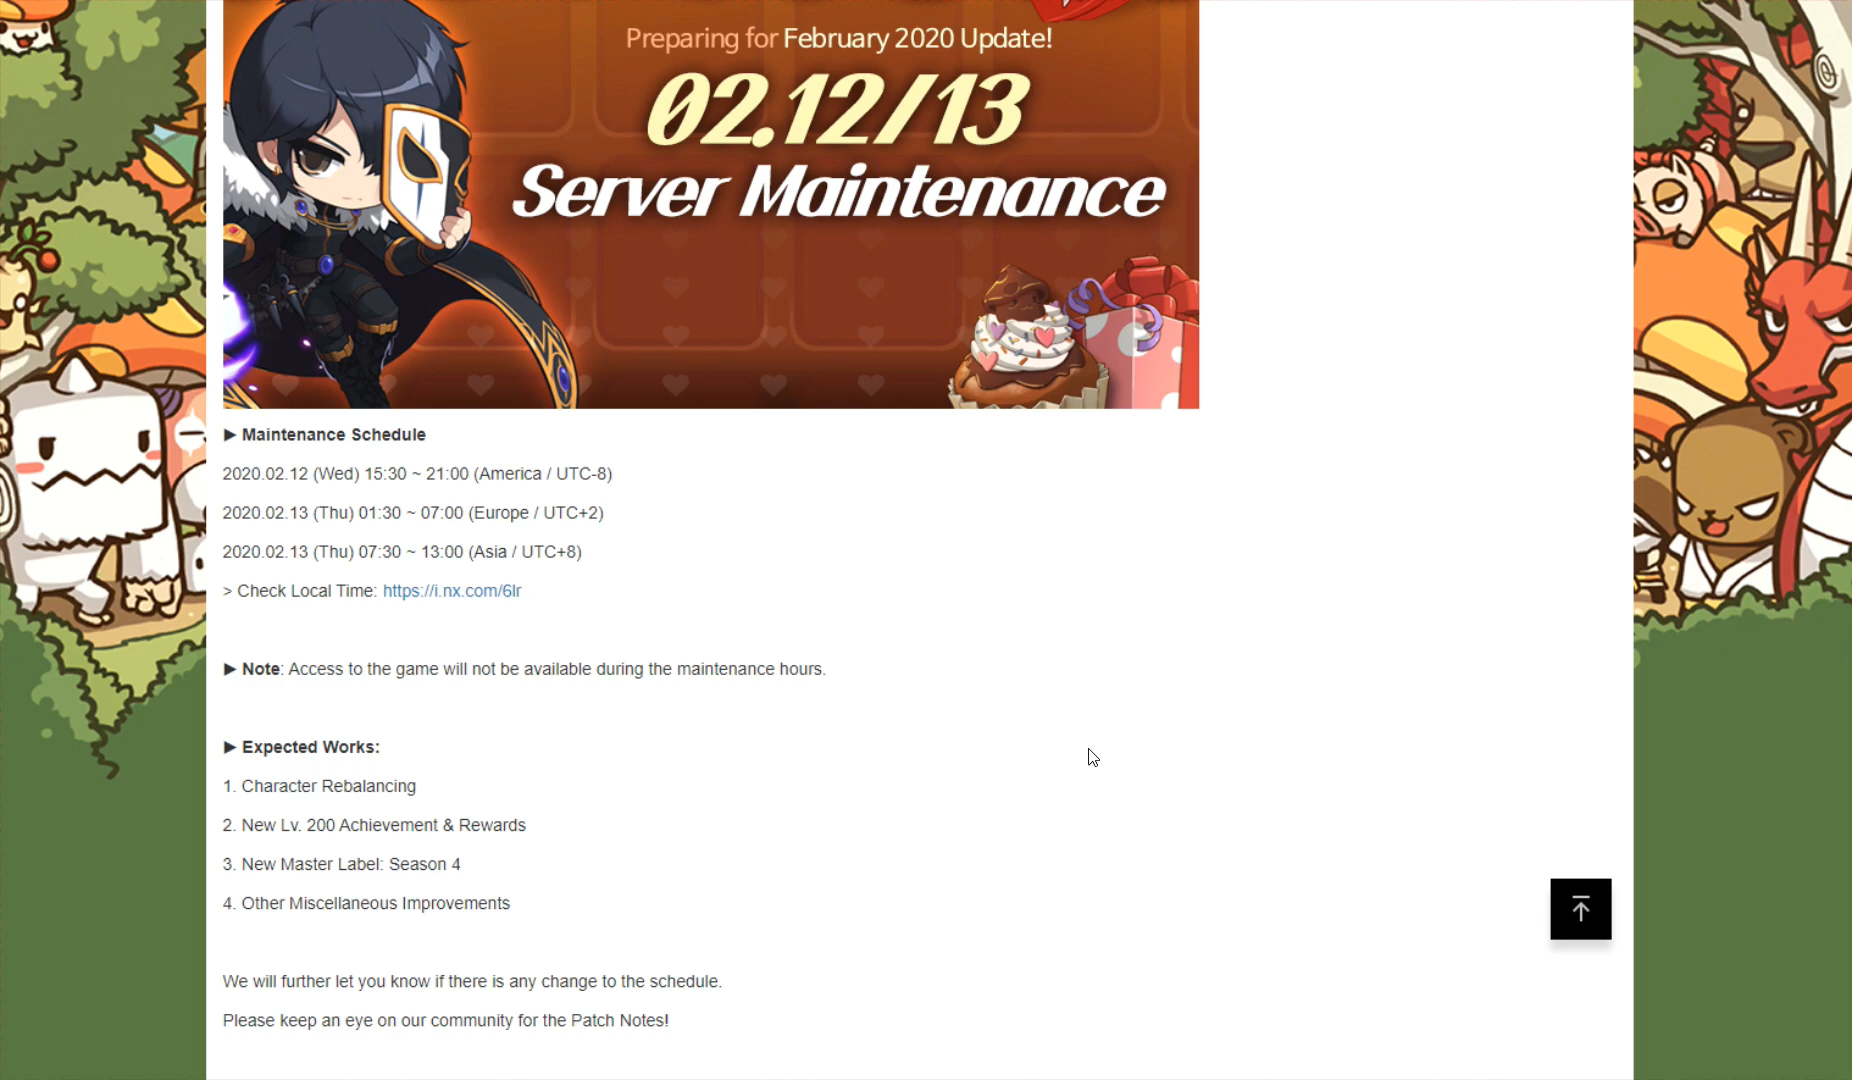 Preparing for February 2020 Update!
02.12/13
Server Maintenance
▶ Maintenance Schedule
2020.02.12 (Wed) 15:30 ~ 21:00 (America / UTC-8)
2020.02.13 (Thu) 01:30 ~ 07:00 (Europe / UTC+2)
2020.02.13 (Thu) 07:30 ~ 13:00 (Asia / UTC+8)
> Check Local Time: https://i.nx.com/6lr
▶ Note: Access to the game will not be available during the maintenance hours.
▶ Expected Works:
1. Character Rebalancing
2. New Lv. 200 Achievement & Rewards
3. New Master Label: Season 4
4. Other Miscellaneous Improvements
We will further let you know if there is any change to the schedule.
Please keep an eye on our community for the Patch Notes!